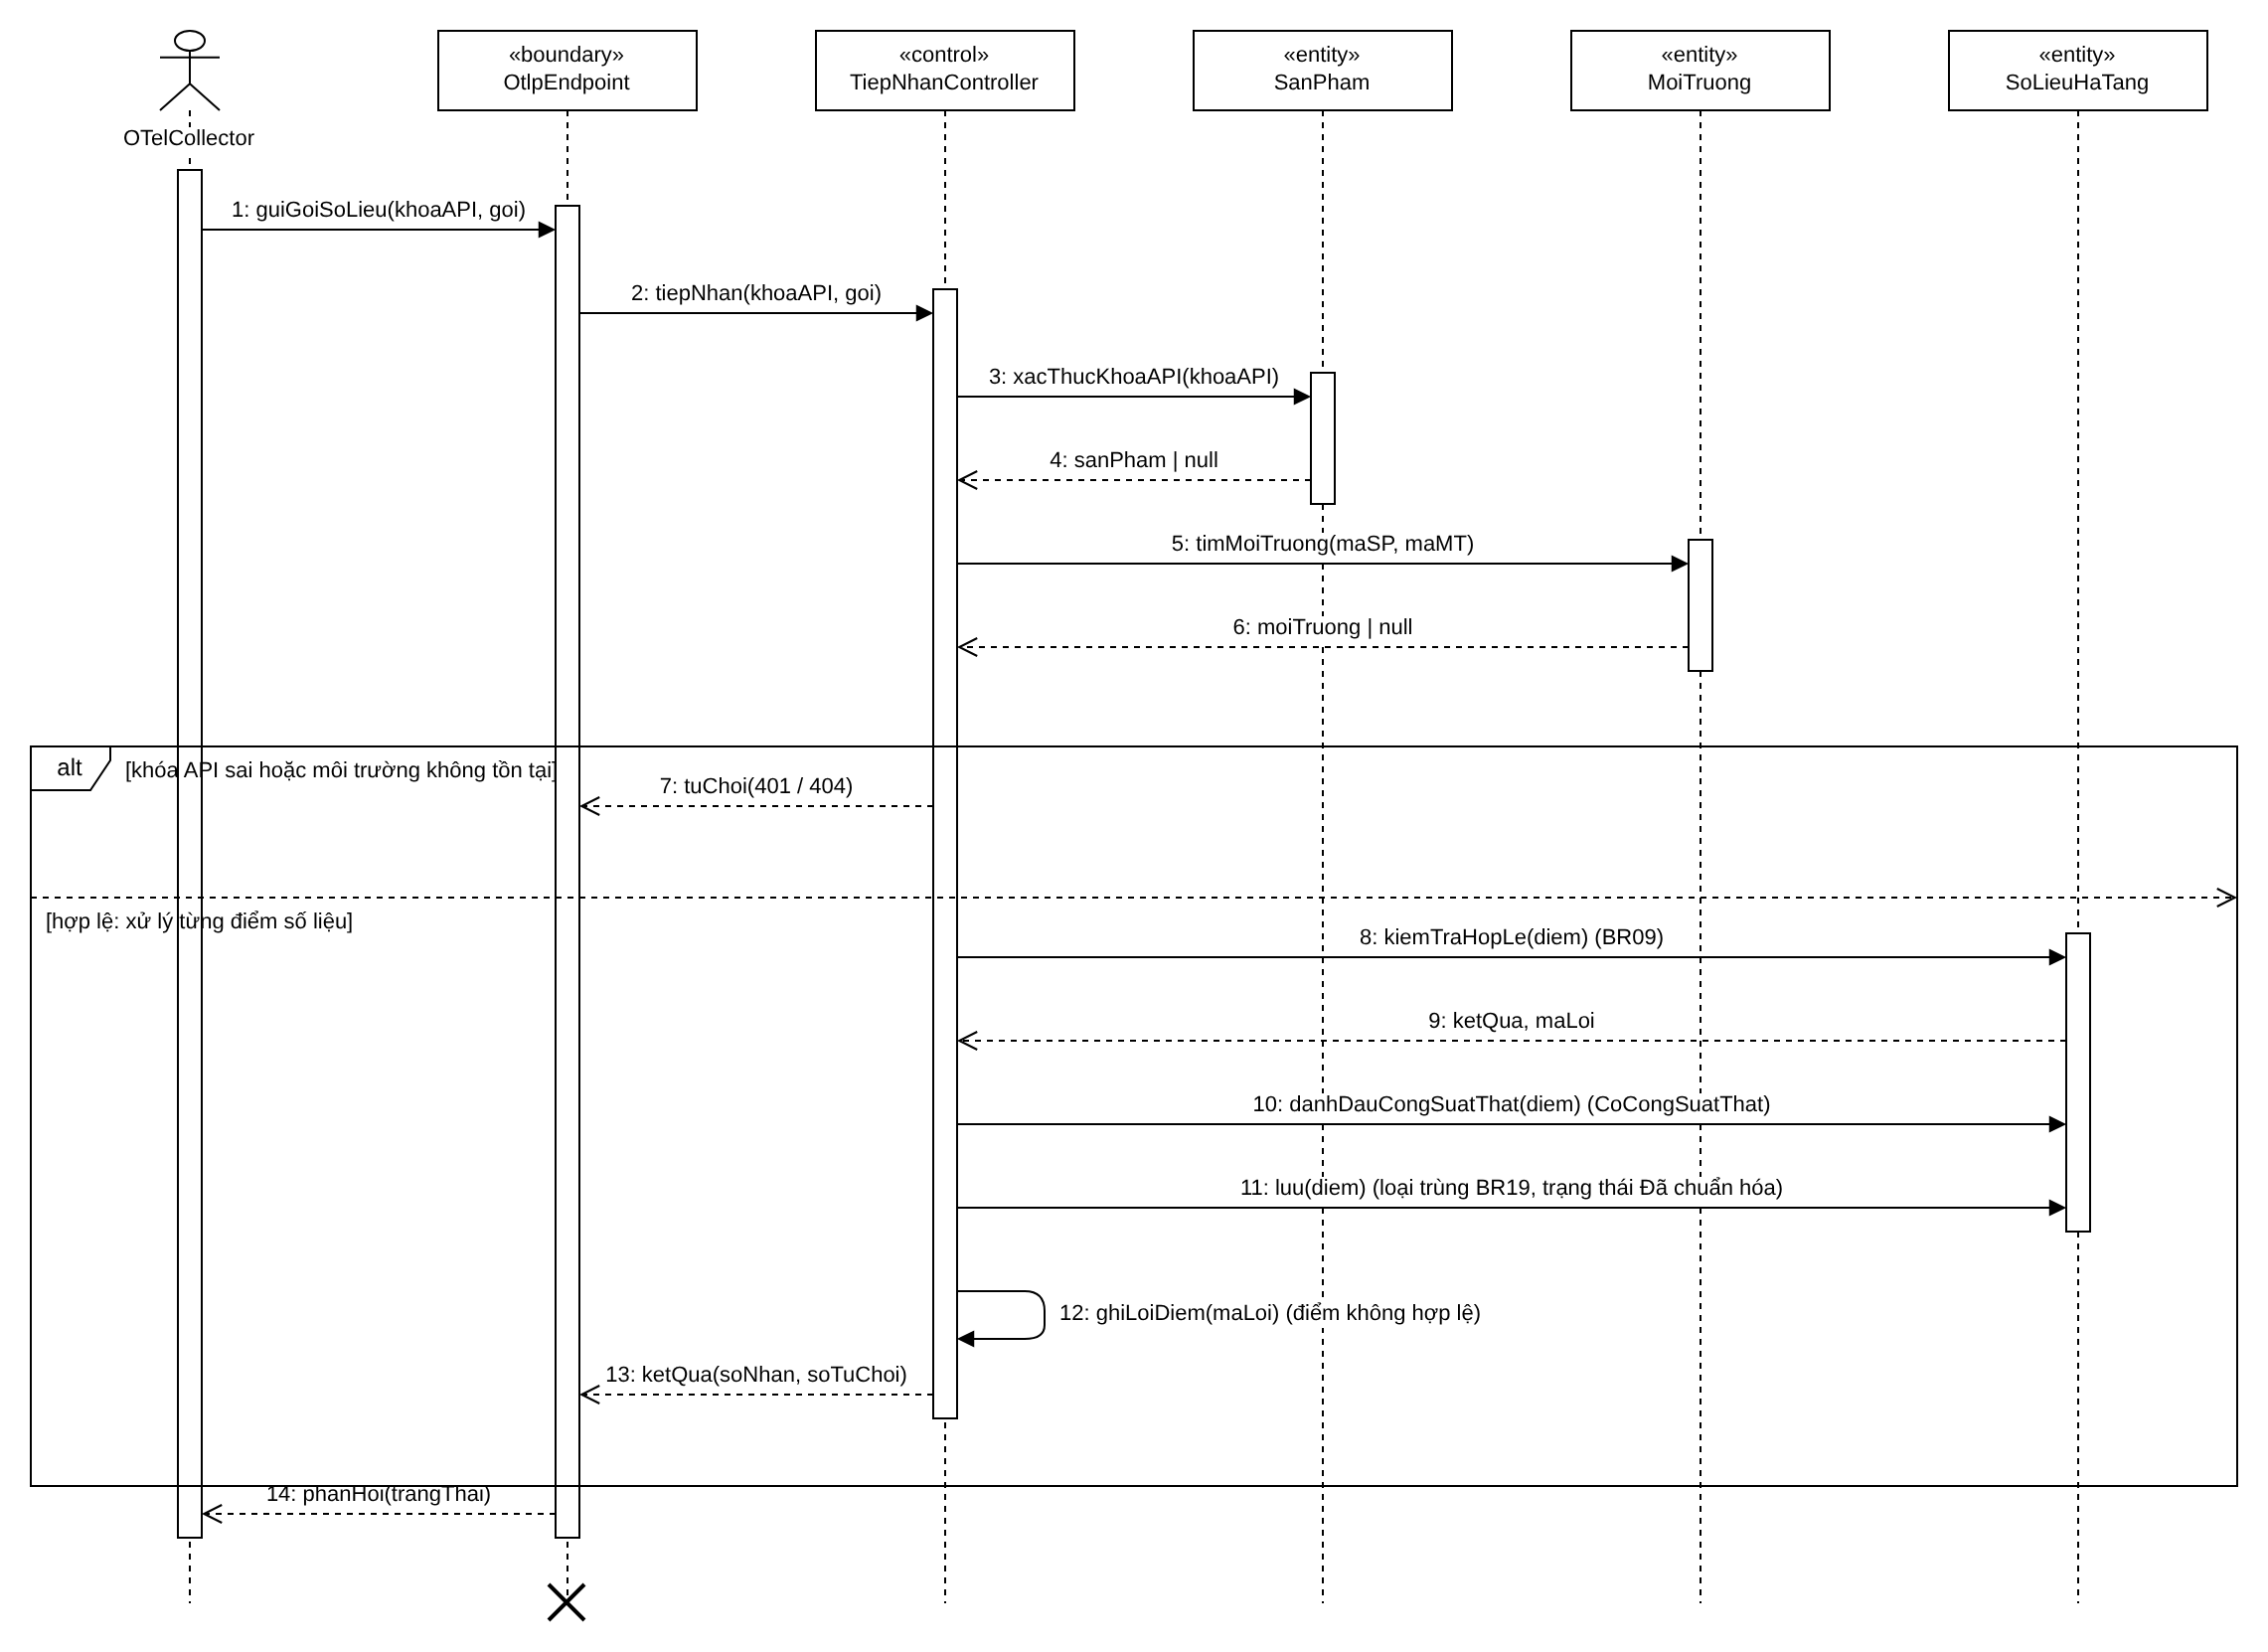 «boundary»
OtlpEndpoint
«control»
TiepNhanController
«entity»
SanPham
«entity»
MoiTruong
«entity»
SoLieuHaTang
OTelCollector
1: guiGoiSoLieu(khoaAPI, goi)
2: tiepNhan(khoaAPI, goi)
3: xacThucKhoaAPI(khoaAPI)
4: sanPham | null
5: timMoiTruong(maSP, maMT)
6: moiTruong | null
alt
[khóa API sai hoặc môi trường không tồn tại]
7: tuChoi(401 / 404)
[hợp lệ: xử lý từng điểm số liệu]
8: kiemTraHopLe(diem) (BR09)
9: ketQua, maLoi
10: danhDauCongSuatThat(diem) (CoCongSuatThat)
11: luu(diem) (loại trùng BR19, trạng thái Đã chuẩn hóa)
12: ghiLoiDiem(maLoi) (điểm không hợp lệ)
13: ketQua(soNhan, soTuChoi)
14: phanHoi(trangThai)